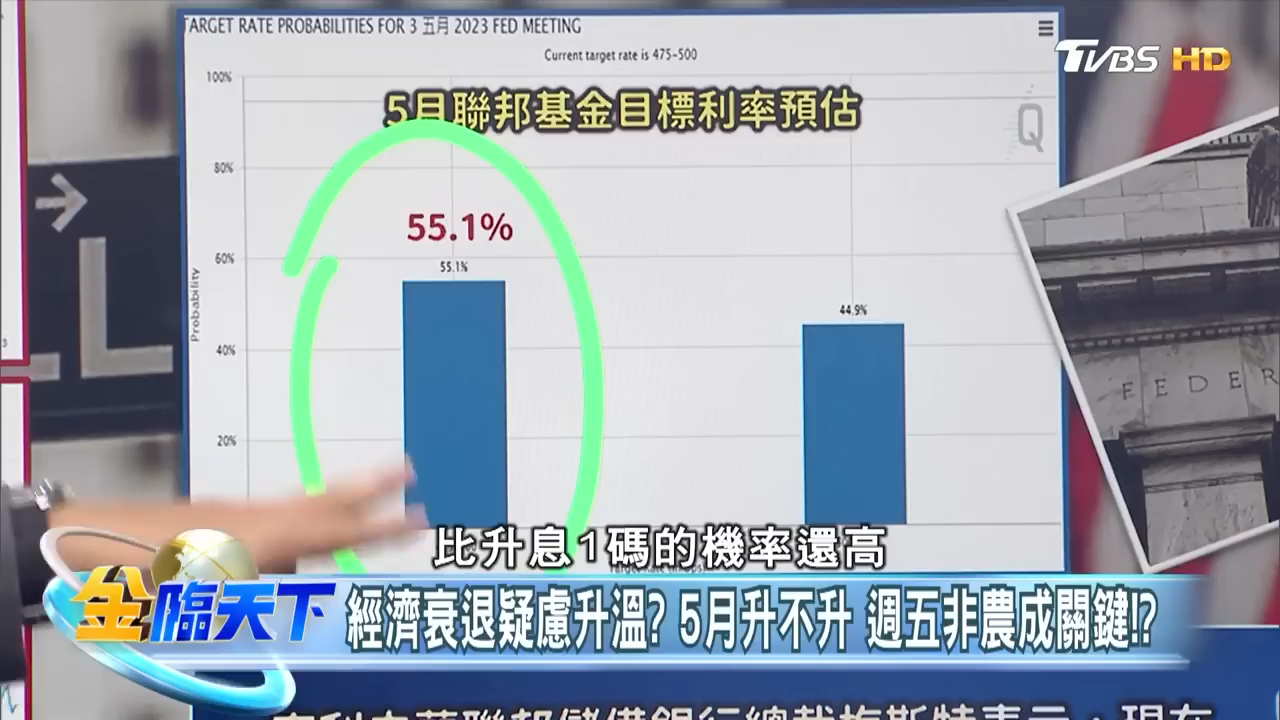 TARGET RATE PROBABILITIES FOR 3 五月 2023 FED MEETING
Current target rate is 475-500
TVBS HD
5月聯邦基金目標利率預估
Q
100%
80%
60%
40%
20%
Probability
55.1%
55.1%
44.9%
FEDER
LL
3
比升息1碼的機率還高
金臨天下
經濟衰退疑慮升溫? 5月升不升 週五非農成關鍵!?